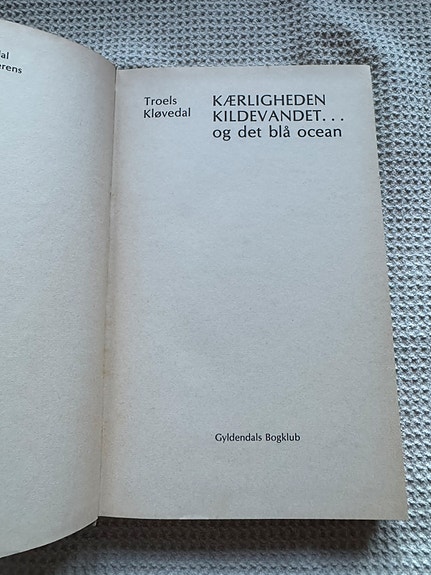 Troels
Kløvedal
KÆRLIGHEDEN
KILDEVANDET...
og det blå ocean
Gyldendals Bogklub